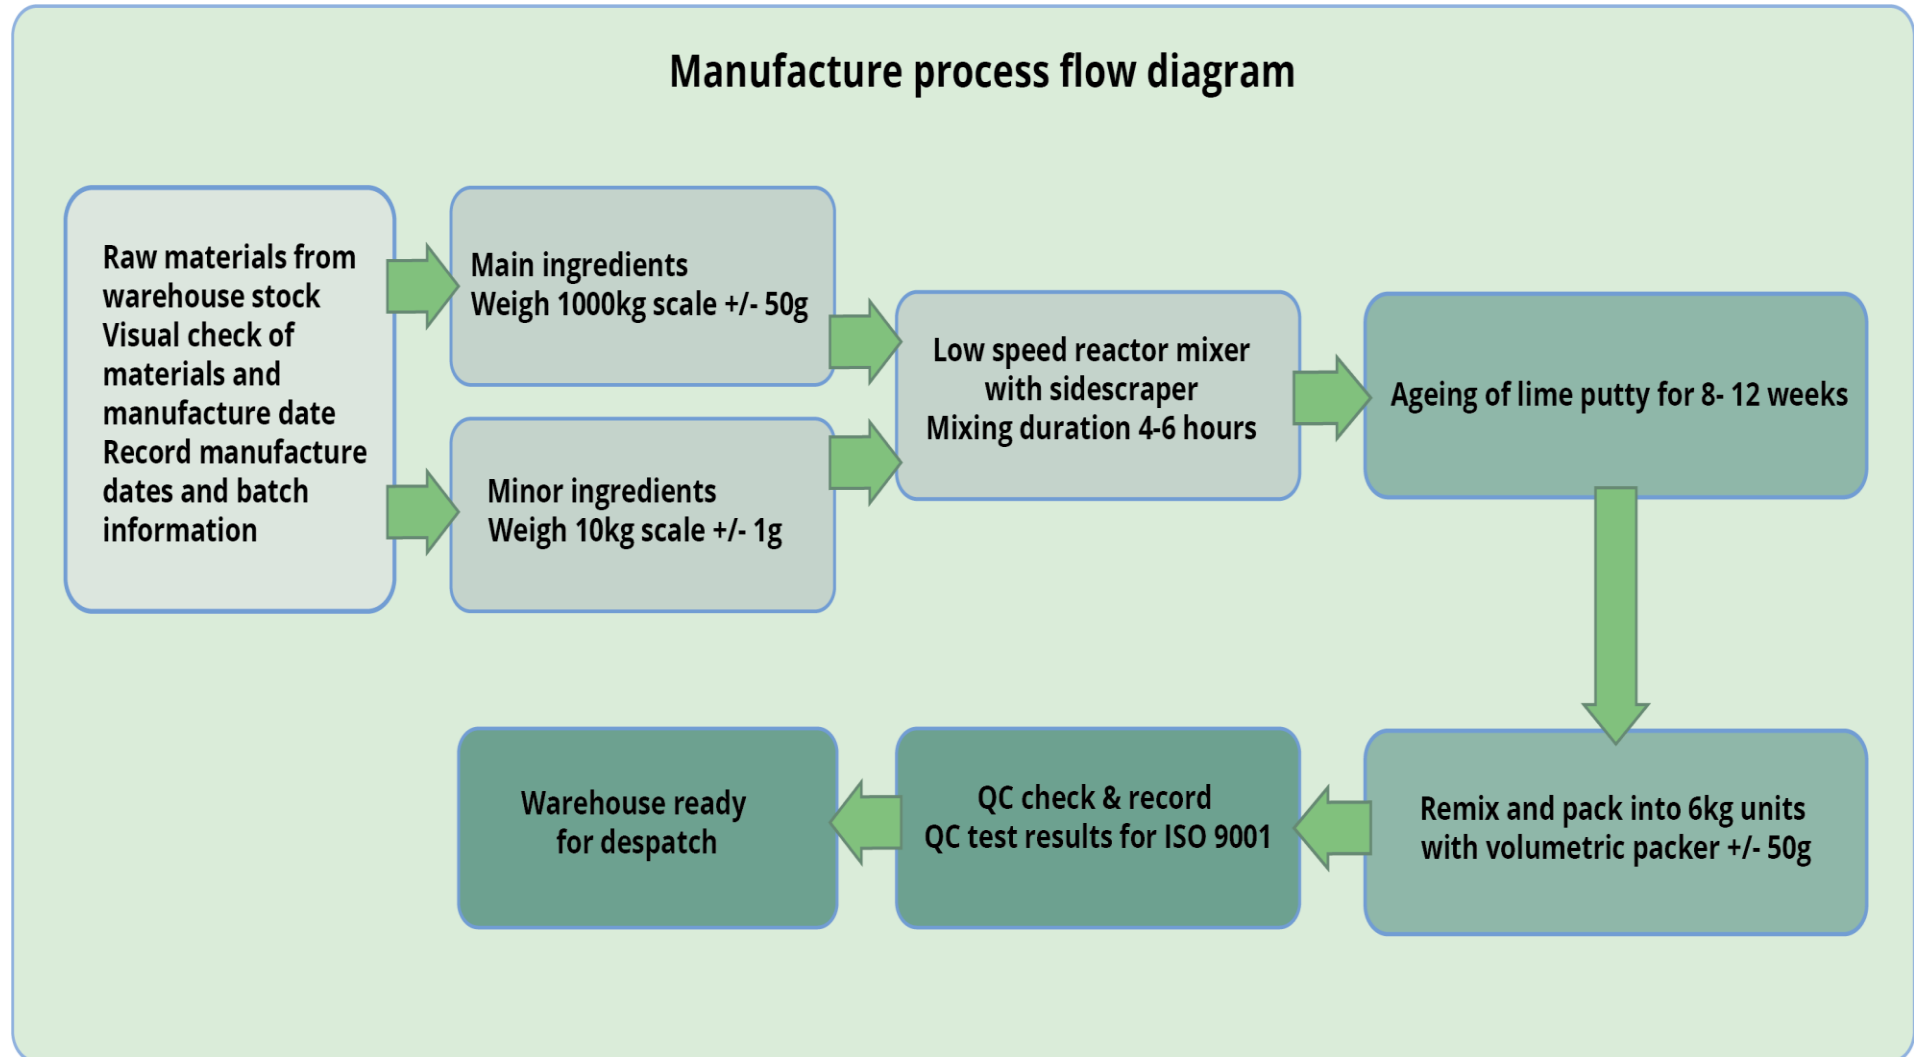 Manufacture process flow diagram
Raw materials from
warehouse stock
Visual check of
materials and
manufacture date
Record manufacture
dates and batch
information
Main ingredients
Weigh 1000kg scale +/- 50g
Minor ingredients
Weigh 10kg scale +/- 1g
Low speed reactor mixer
with sidescraper
Mixing duration 4-6 hours
Ageing of lime putty for 8- 12 weeks
Remix and pack into 6kg units
with volumetric packer +/- 50g
QC check & record
QC test results for ISO 9001
Warehouse ready
for despatch